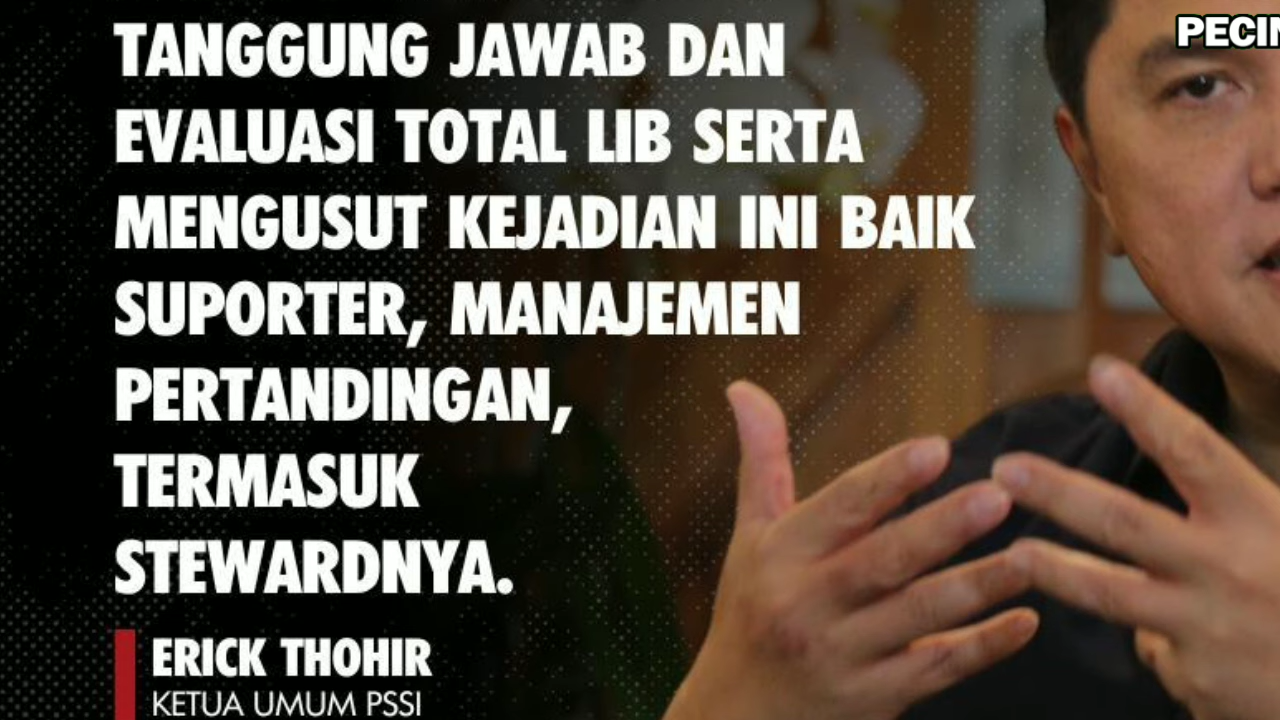 TANGGUNG JAWAB DAN
EVALUASI TOTAL LIB SERTA
MENGUSUT KEJADIAN INI BAIK
SUPORTER, MANAJEMEN
PERTANDINGAN,
TERMASUK
STEWARDNYA.
ERICK THOHIR
KETUA UMUM PSSI